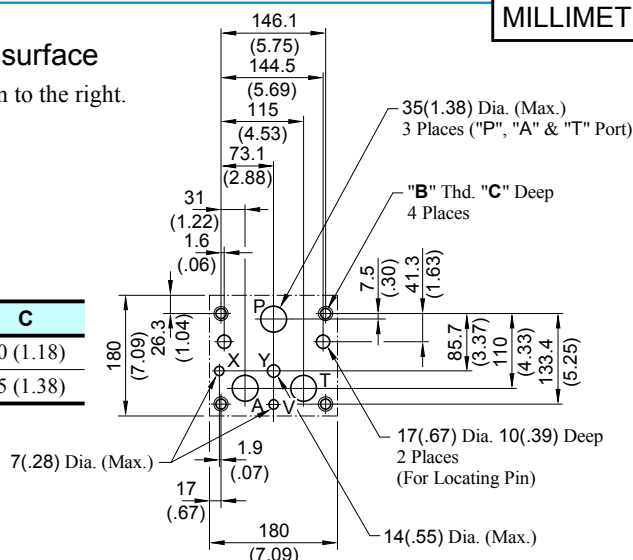 MILLIMET
surface
n to the right.
146.1
(5.75)
144.5
(5.69)
115
(4.53)
73.1
(2.88)
31
(1.22)
1.6
(.06)
35(1.38) Dia. (Max.)
3 Places ("P", "A" & "T" Port)
"B" Thd. "C" Deep
4 Places
7.5
(.30)
41.3
(1.63)
C
0 (1.18)
5 (1.38)
180
(7.09)
26.3
(1.04)
P
X
Y
T
A
V
85.7
(3.37)
110
(4.33)
133.4
(5.25)
7(.28) Dia. (Max.)
1.9
(.07)
17
(.67)
17(.67) Dia. 10(.39) Deep
2 Places
(For Locating Pin)
14(.55) Dia. (Max.)
180
(7.09)